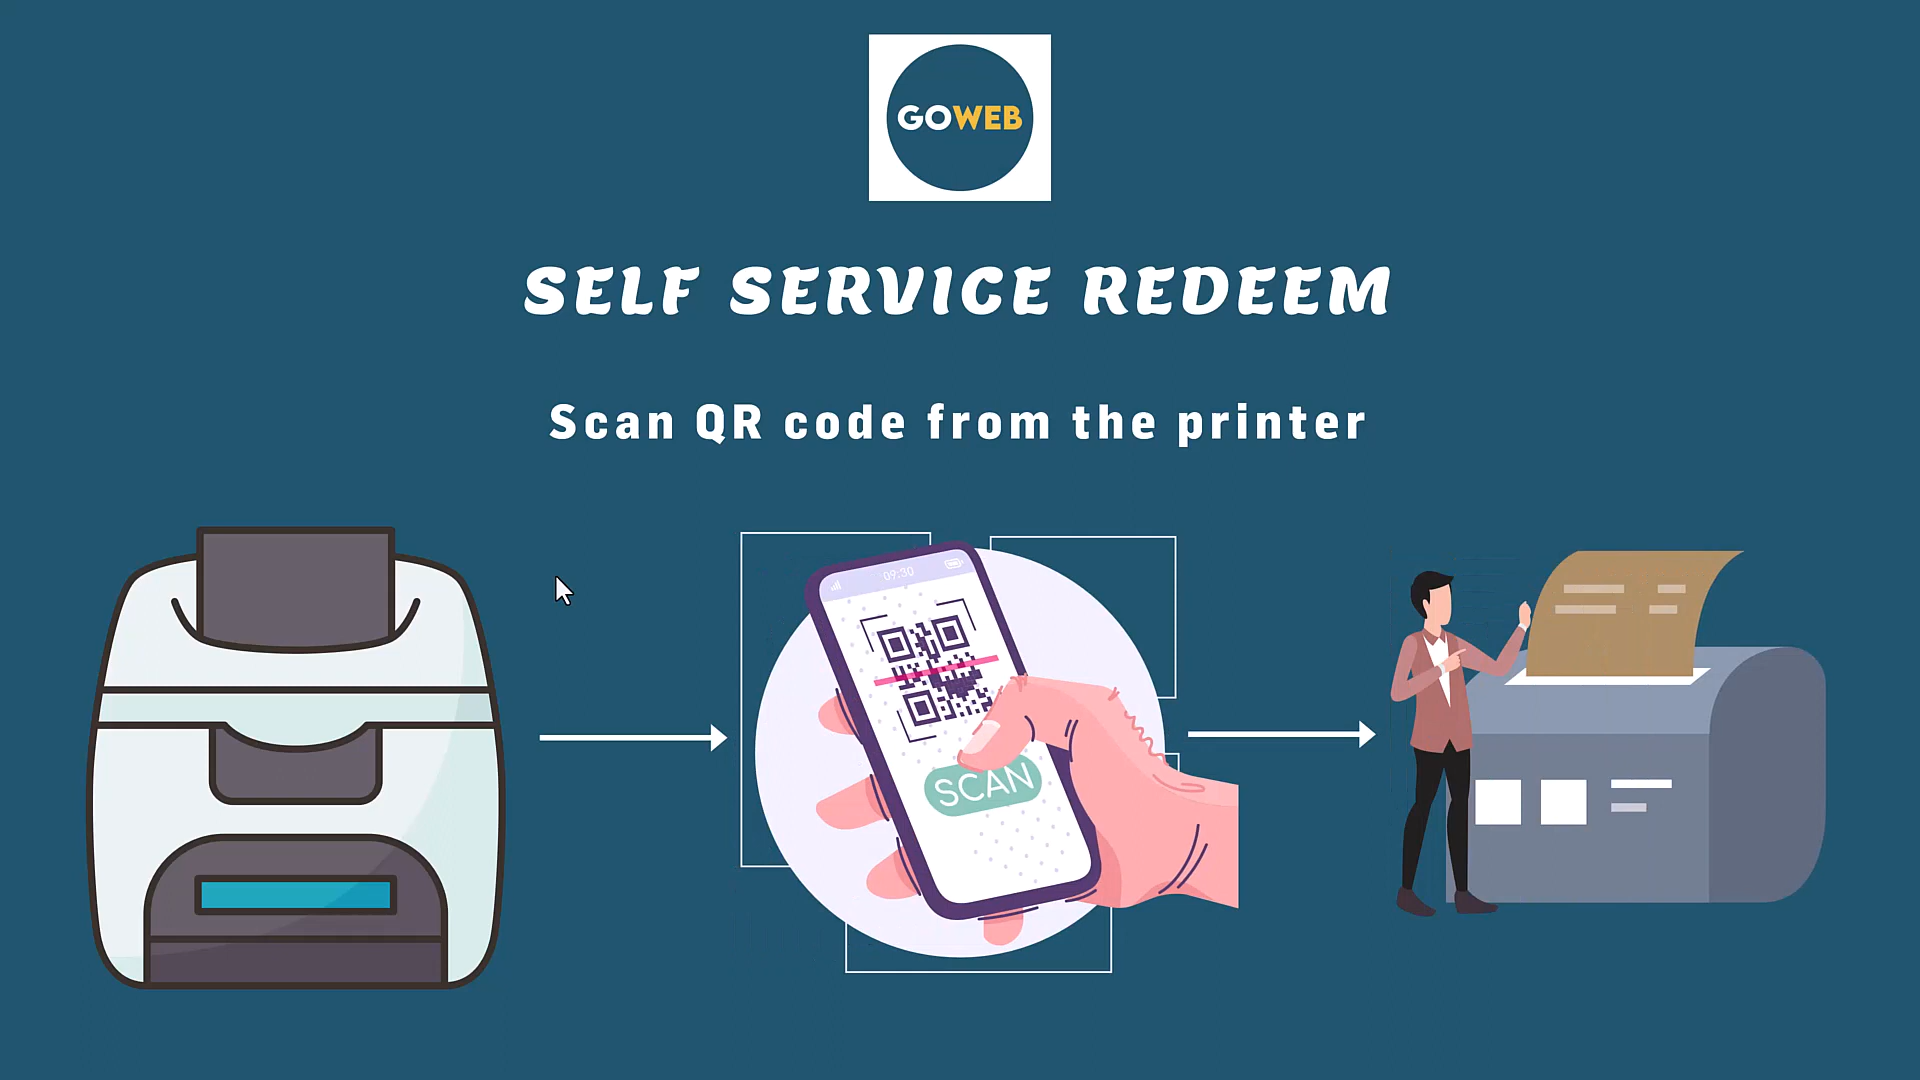 GOWEB
SELF SERVICE REDEEM
Scan QR code from the printer
09:30
SCAN